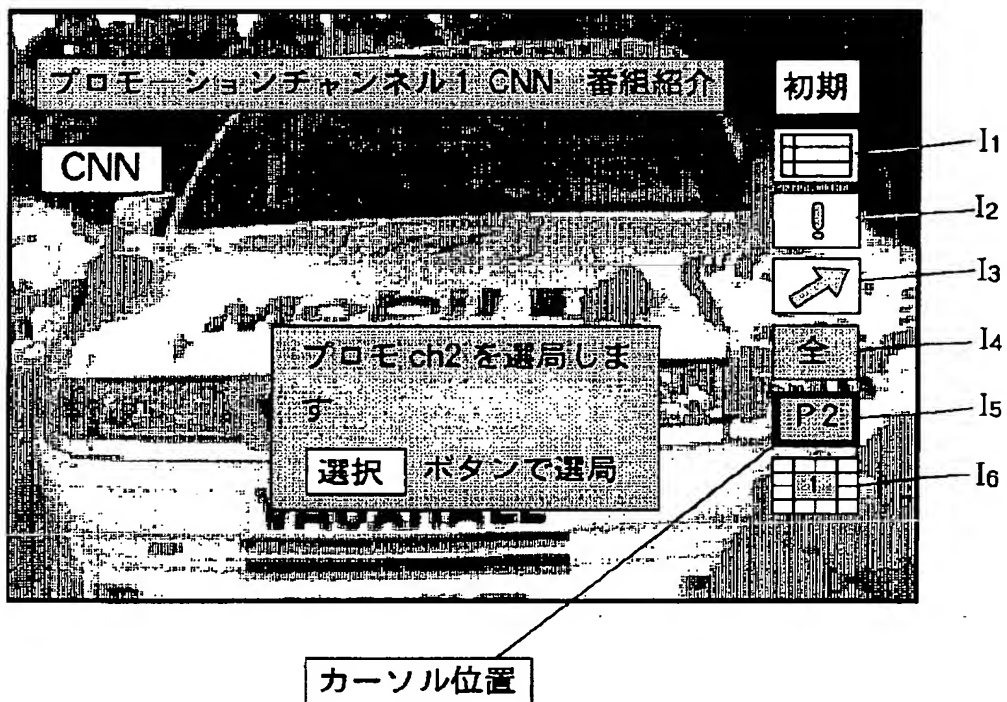 プロモーションチャンネル1 CNN 番組紹介
初期
CNN
I1
I2
I3
全
I4
P2
I5
1
I6
プロモch2を選局しま
す
選択 ボタンで選局
VAUXHALL
カーソル位置